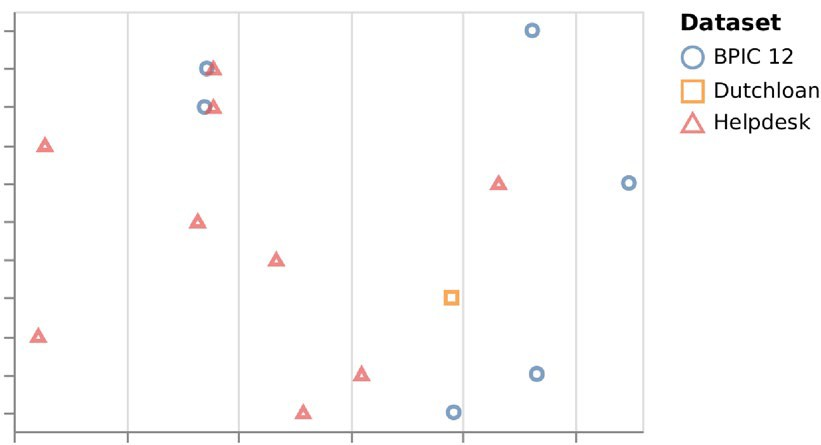 Dataset
BPIC 12
Dutchloan
Helpdesk